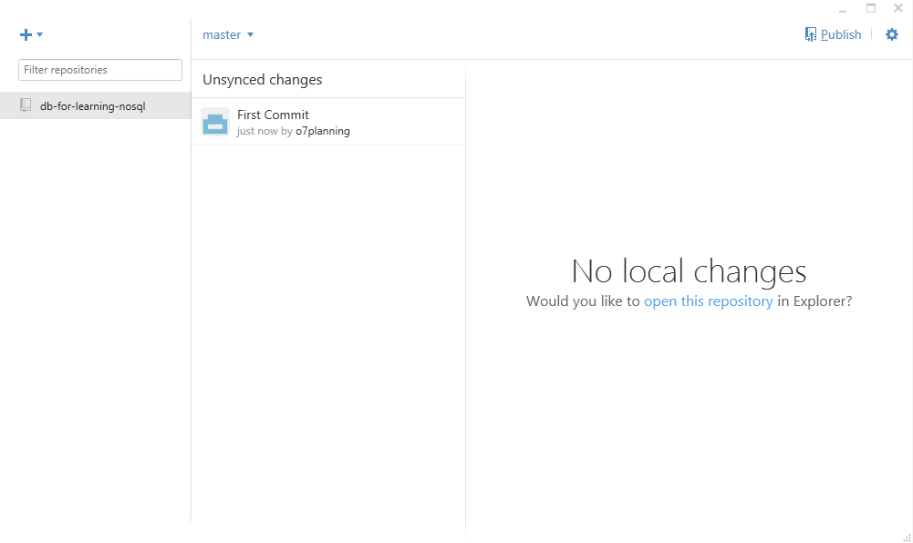 master
Publish
Filter repositories
db-for-learning-nosql
Unsynced changes
First Commit
just now by o7planning
No local changes
Would you like to open this repository in Explorer?